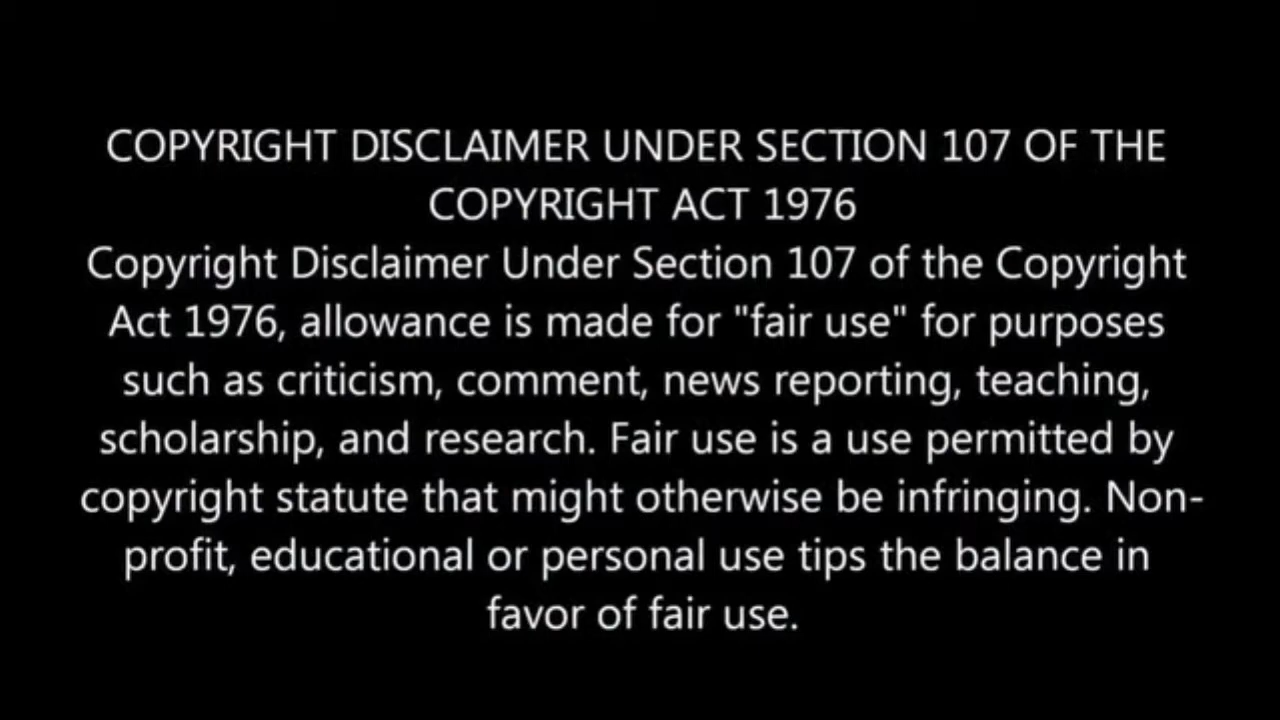 COPYRIGHT DISCLAIMER UNDER SECTION 107 OF THE
COPYRIGHT ACT 1976
Copyright Disclaimer Under Section 107 of the Copyright
Act 1976, allowance is made for "fair use" for purposes
such as criticism, comment, news reporting, teaching,
scholarship, and research. Fair use is a use permitted by
copyright statute that might otherwise be infringing. Non-
profit, educational or personal use tips the balance in
favor of fair use.